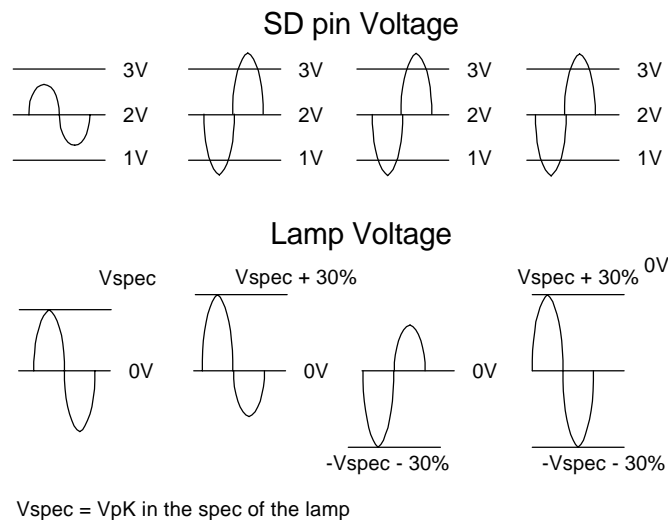 SD pin Voltage
3V 3V 3V 3V
2V 2V 2V 2V
1V 1V 1V 1V
Lamp Voltage
Vspec Vspec + 30% Vspec + 30% 0V
0V 0V 0V
-Vspec - 30% -Vspec - 30%
Vspec = VpK in the spec of the lamp